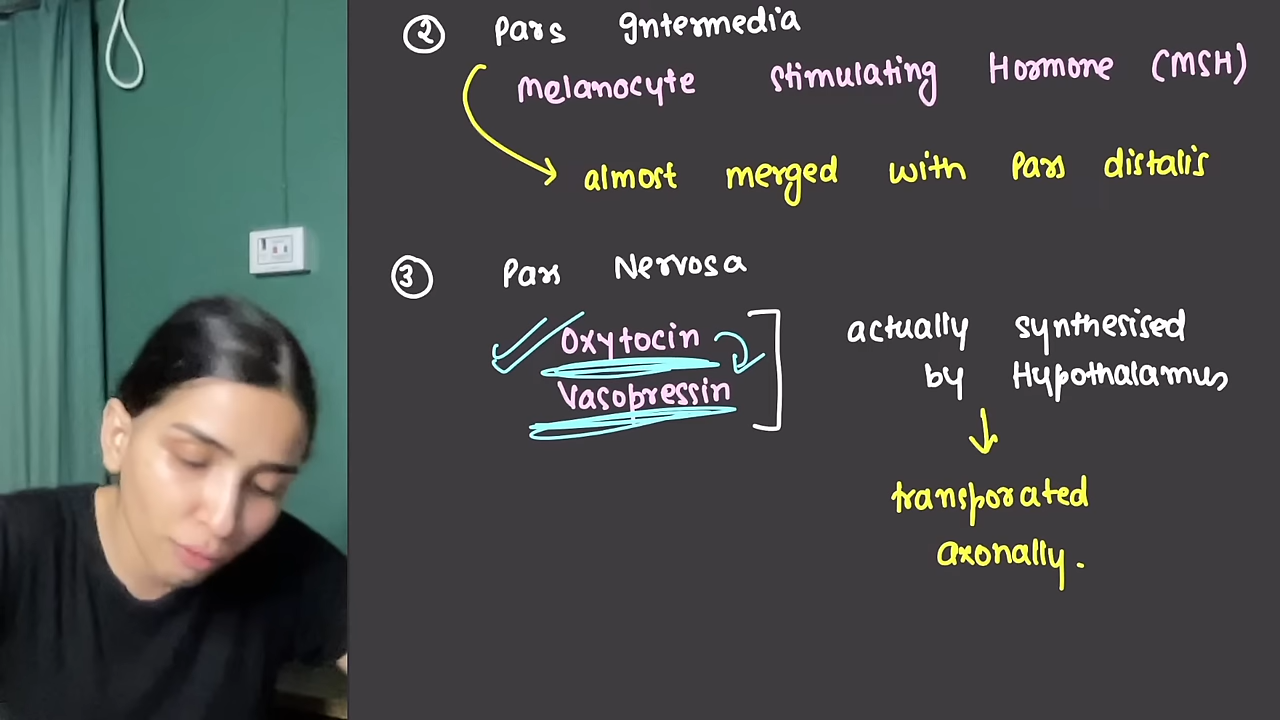 ② Pars Intermedia
Melanocyte Stimulating Hormone (MSH)
almost merged with Pars distalis
③ Pars Nervosa
Oxytocin
Vasopressin
actually synthesised
by Hypothalamus
transporated
axonally.